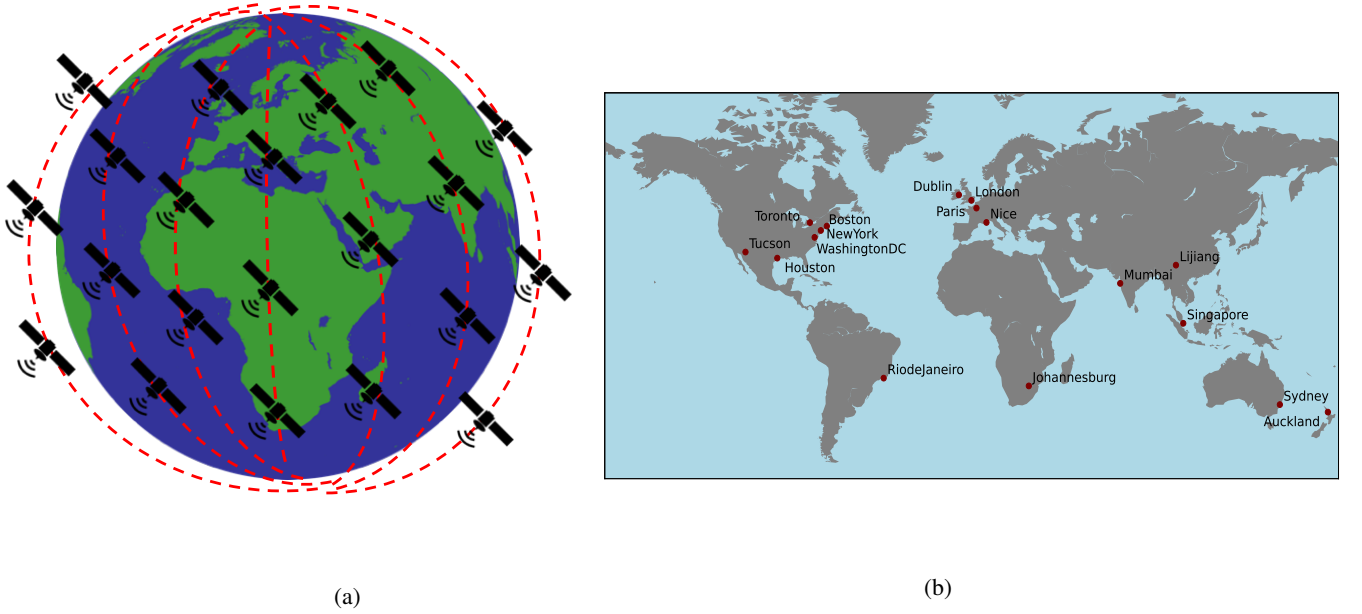 Dublin
London
Paris
Nice
Toronto
Boston
NewYork
WashingtonDC
Tucson
Houston
Lijiang
Mumbai
Singapore
RiodeJaneiro
Johannesburg
Sydney
Auckland
(a)
(b)